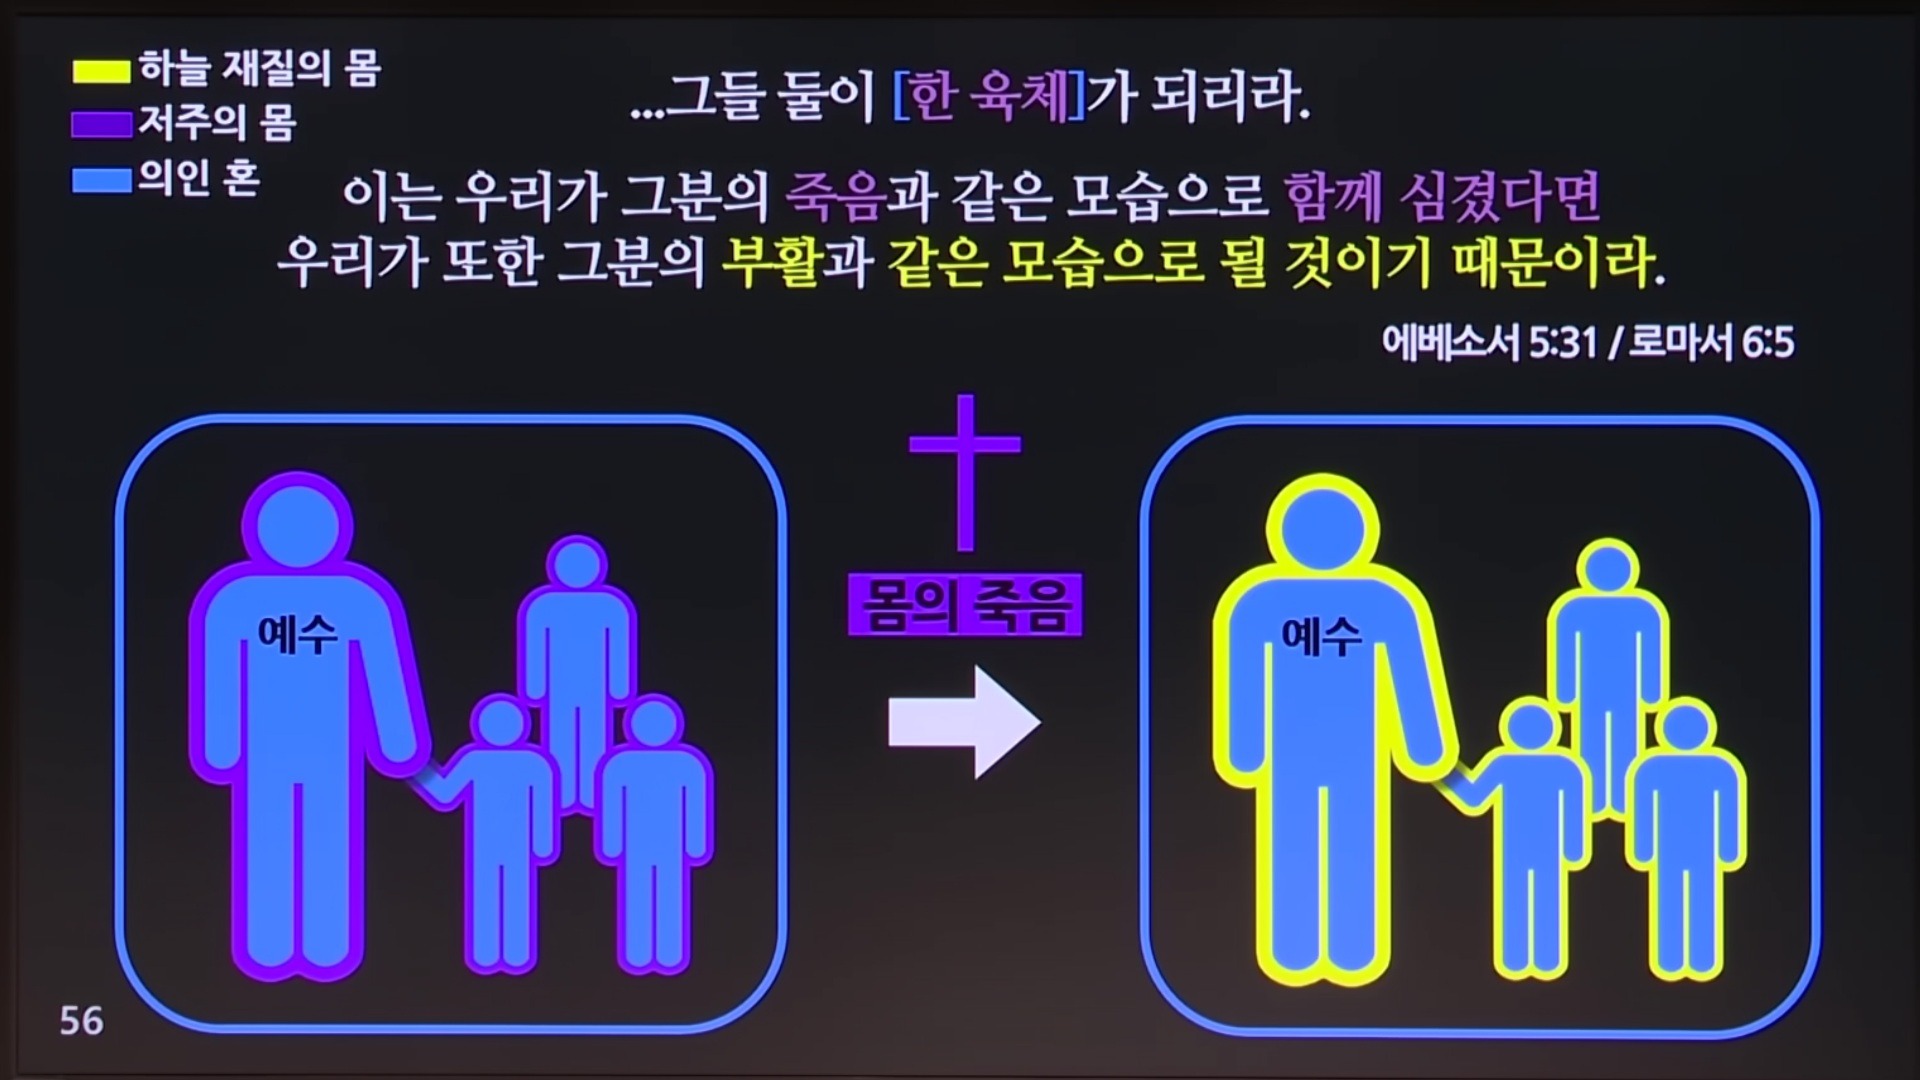 하늘 재질의 몸
저주의 몸
의인 혼
...그들 둘이 [한 육체]가 되리라.
이는 우리가 그분의 죽음과 같은 모습으로 함께 심겼다면
우리가 또한 그분의 부활과 같은 모습으로 될 것이기 때문이라.
에베소서 5:31 / 로마서 6:5
예수
몸의 죽음
예수
56